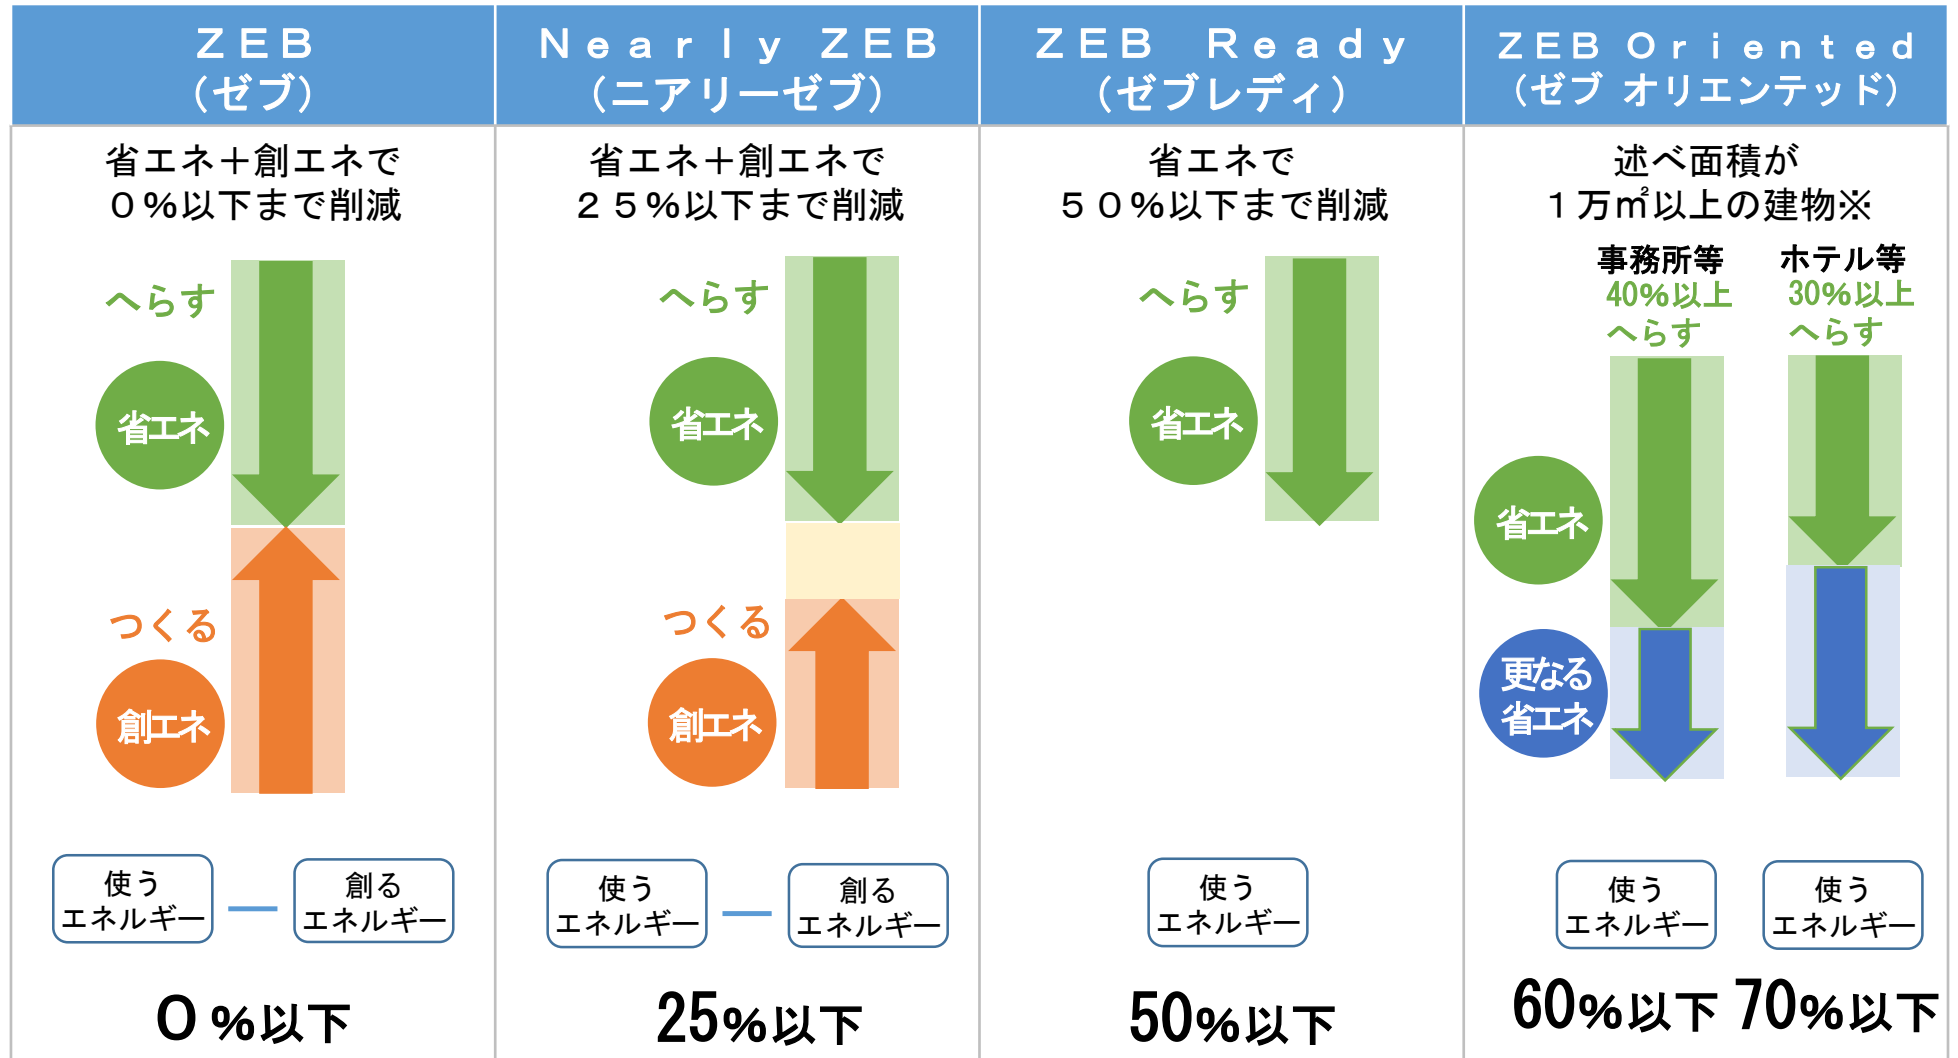 ＺＥＢ
（ゼブ）
Ｎｅａｒｌｙ ＺＥＢ
（ニアリーゼブ）
ＺＥＢ　Ｒｅａｄｙ
（ゼブレディ）
ＺＥＢ Ｏｒｉｅｎｔｅｄ
（ゼブ オリエンテッド）
省エネ＋創エネで
０％以下まで削減
へらす
省エネ
つくる
創エネ
使う
エネルギー
―
創る
エネルギー
０％以下
省エネ＋創エネで
２５％以下まで削減
へらす
省エネ
つくる
創エネ
使う
エネルギー
―
創る
エネルギー
25％以下
省エネで
５０％以下まで削減
へらす
省エネ
使う
エネルギー
50％以下
述べ面積が
１万㎡以上の建物※
事務所等
40％以上
へらす
ホテル等
30％以上
へらす
省エネ
更なる
省エネ
使う
エネルギー
使う
エネルギー
60％以下
70％以下